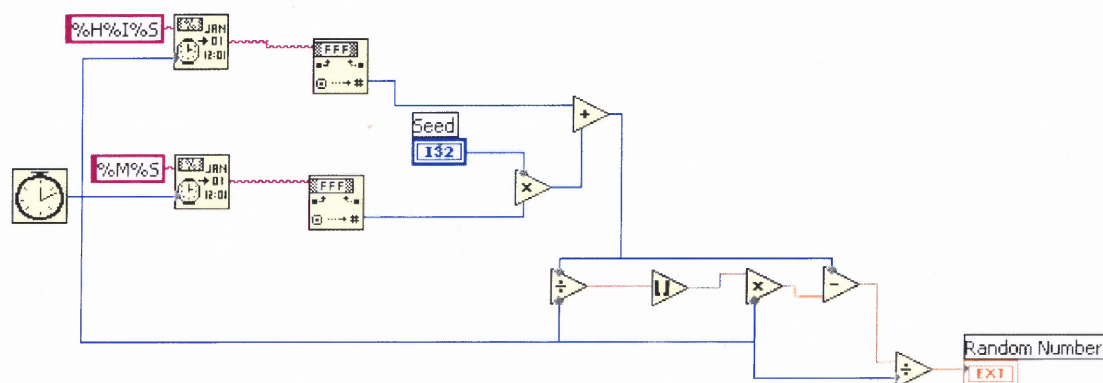 %H%I%S
%
JAN
01
12:01
FFF
#
+
Seed
I32
%M%S
%
JAN
01
12:01
FFF
#
x
÷
x
-
Random Number
÷
EXT